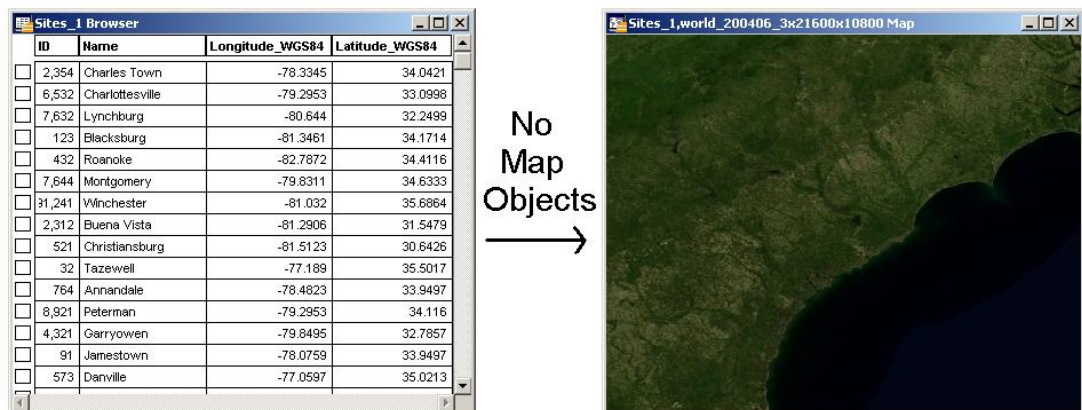 Sites_1 Browser
ID Name Longitude_WGS84 Latitude_WGS84
2,354 Charles Town -78.3345 34.0421
6,532 Charlottesville -79.2953 33.0998
7,632 Lynchburg -80.644 32.2499
123 Blacksburg -81.3461 34.1714
432 Roanoke -82.7872 34.4116
7,644 Montgomery -79.8311 34.6333
91,241 Winchester -81.032 35.6864
2,312 Buena Vista -81.2906 31.5479
521 Christiansburg -81.5123 30.6426
32 Tazewell -77.189 35.5017
764 Annandale -78.4823 33.9497
8,921 Peterman -79.2953 34.116
4,321 Garryowen -79.8495 32.7857
91 Jamestown -78.0759 33.9497
573 Danville -77.0597 35.0213
No
Map
Objects
Sites_1,world_200406_3x21600x10800 Map